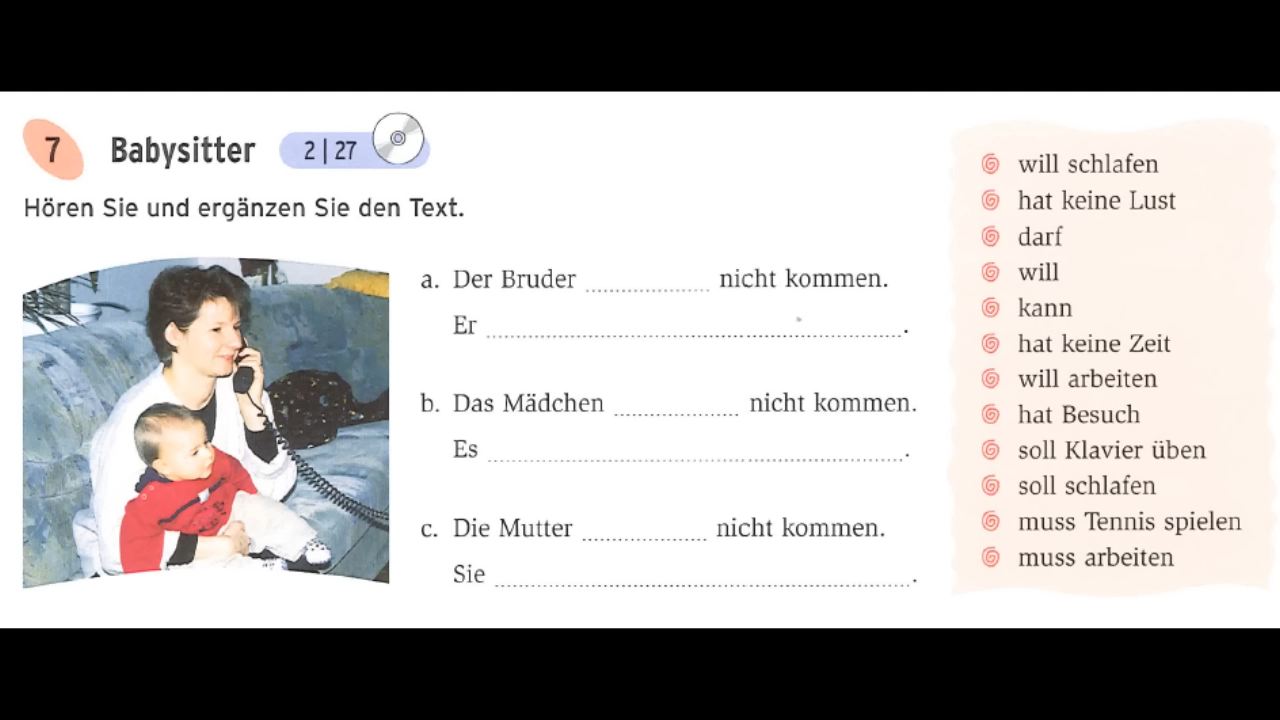 7 Babysitter 2 | 27
Hören Sie und ergänzen Sie den Text.
a. Der Bruder .................... nicht kommen.
Er .................................................................... .
b. Das Mädchen .................... nicht kommen.
Es .................................................................... .
c. Die Mutter .................... nicht kommen.
Sie .................................................................... .
will schlafen
hat keine Lust
darf
will
kann
hat keine Zeit
will arbeiten
hat Besuch
soll Klavier üben
soll schlafen
muss Tennis spielen
muss arbeiten